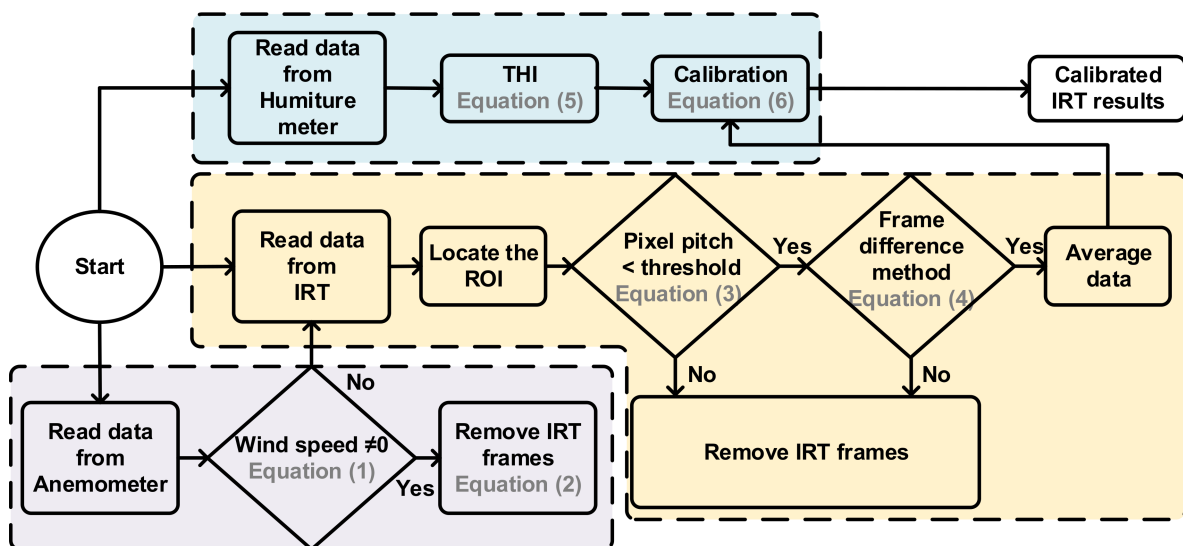 Read data
from
Humiture
meter
THI
Equation (5)
Calibration
Equation (6)
Calibrated
IRT results
Start
Read data
from
IRT
Locate the
ROI
Pixel pitch
< threshold
Equation (3)
Yes
No
Frame
difference
method
Equation (4)
Yes
No
Average
data
Remove IRT frames
Read data
from
Anemometer
Wind speed ≠0
Equation (1)
No
Yes
Remove IRT
frames
Equation (2)